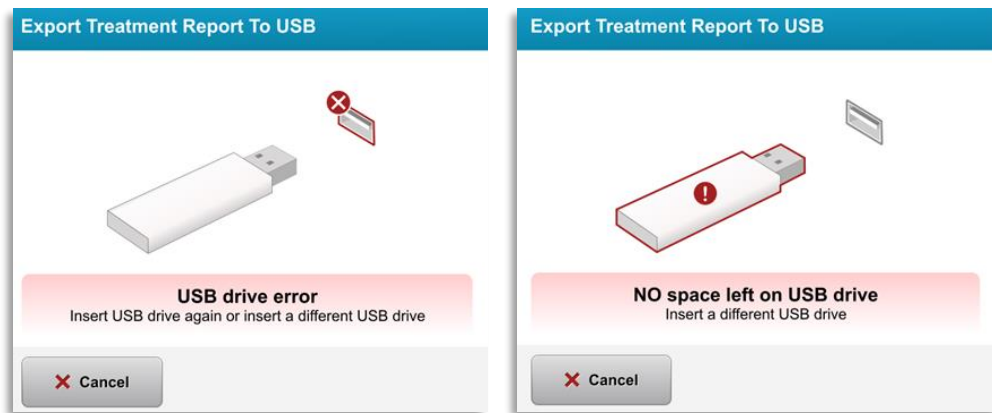 Export Treatment Report To USB
USB drive error
Insert USB drive again or insert a different USB drive
Cancel
Export Treatment Report To USB
NO space left on USB drive
Insert a different USB drive
Cancel